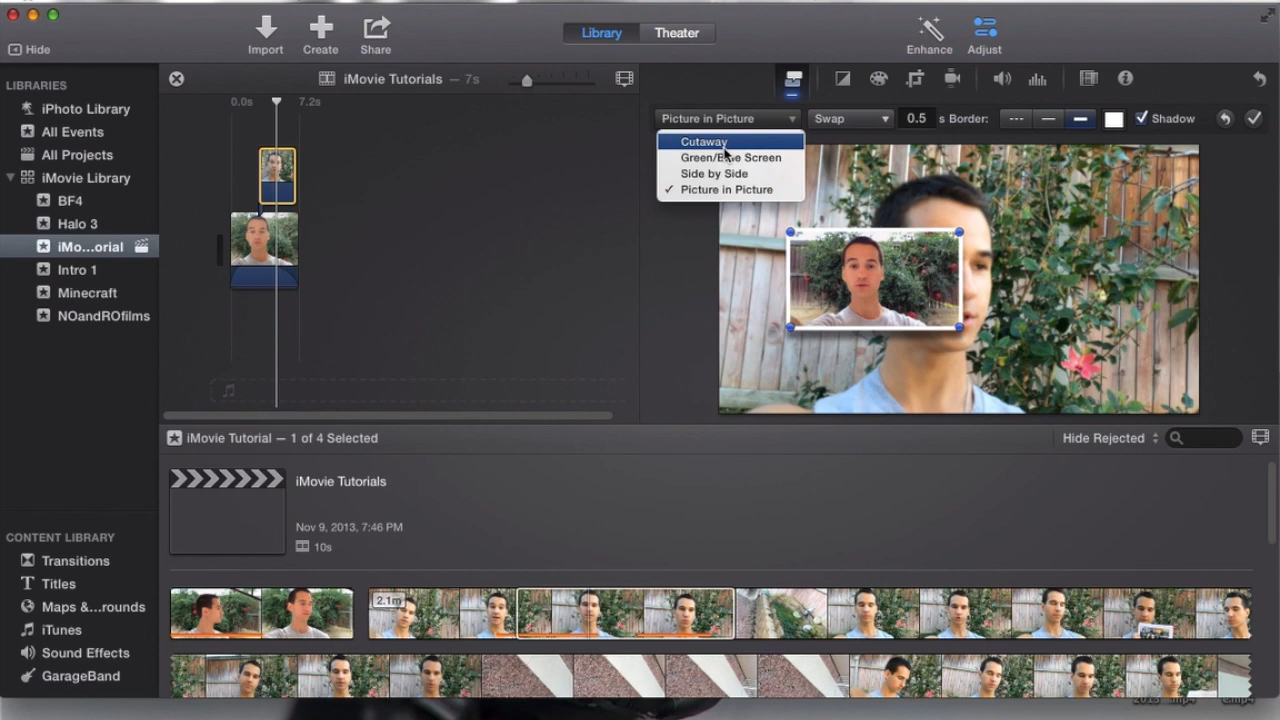 Library
Theater
Hide
Import
Create
Share
Enhance
Adjust
LIBRARIES
iPhoto Library
All Events
All Projects
iMovie Library
BF4
Halo 3
iMo...orial
Intro 1
Minecraft
NOandROfilms
CONTENT LIBRARY
Transitions
Titles
Maps &...rounds
iTunes
Sound Effects
GarageBand
iMovie Tutorials — 7s
0.0s
7.2s
Picture in Picture
Swap
0.5 s Border:
Shadow
Cutaway
Green/Blue Screen
Side by Side
✓ Picture in Picture
iMovie Tutorial — 1 of 4 Selected
Hide Rejected
iMovie Tutorials
Nov 9, 2013, 7:46 PM
10s
2.1m